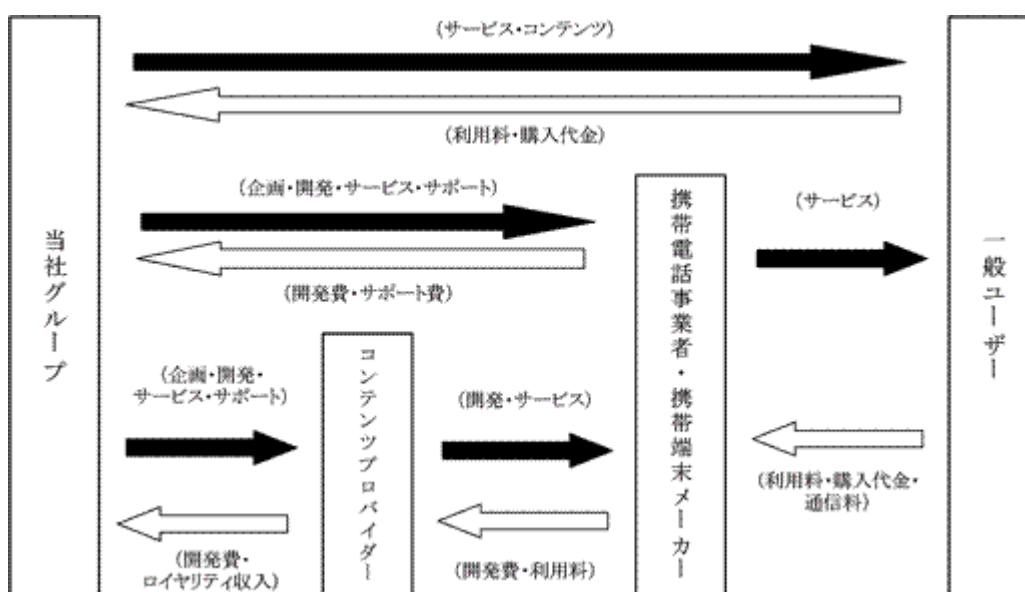 (サービス・コンテンツ)
(利用料・購入代金)
(企画・開発・サービス・サポート)
(サービス)
当社グループ
携帯電話事業者・携帯端末メーカー
一般ユーザー
(開発費・サポート費)
コンテンツプロバイダー
(企画・開発・
サービス・サポート)
(開発・サービス)
(利用料・購入代金・
通信料)
(開発費・
ロイヤリティ収入)
(開発費・利用料)